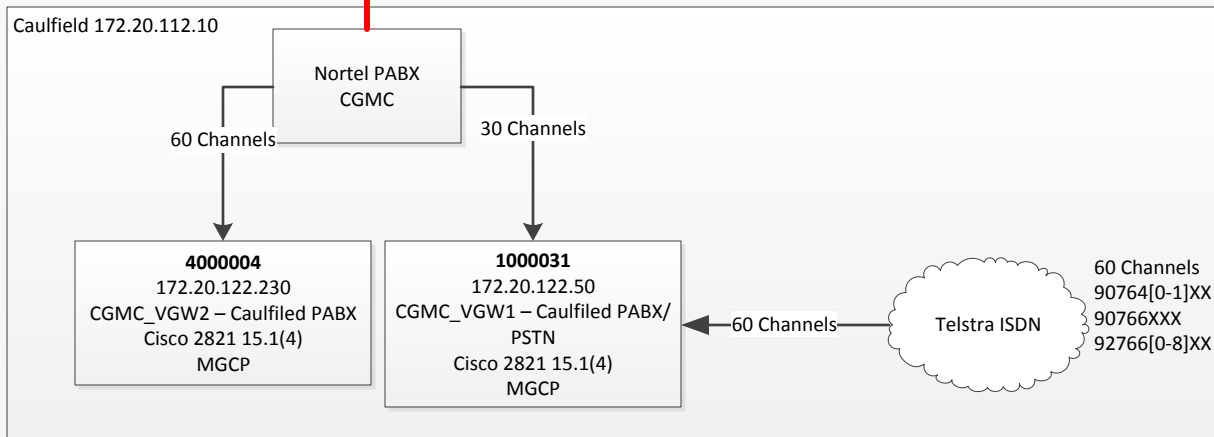 Caulfield 172.20.112.10
Nortel PABX
CGMC
60 Channels
30 Channels
4000004
172.20.122.230
CGMC_VGW2 – Caulfiled PABX
Cisco 2821 15.1(4)
MGCP
1000031
172.20.122.50
CGMC_VGW1 – Caulfiled PABX/
PSTN
Cisco 2821 15.1(4)
MGCP
60 Channels
Telstra ISDN
60 Channels
90764[0-1]XX
90766XXX
92766[0-8]XX